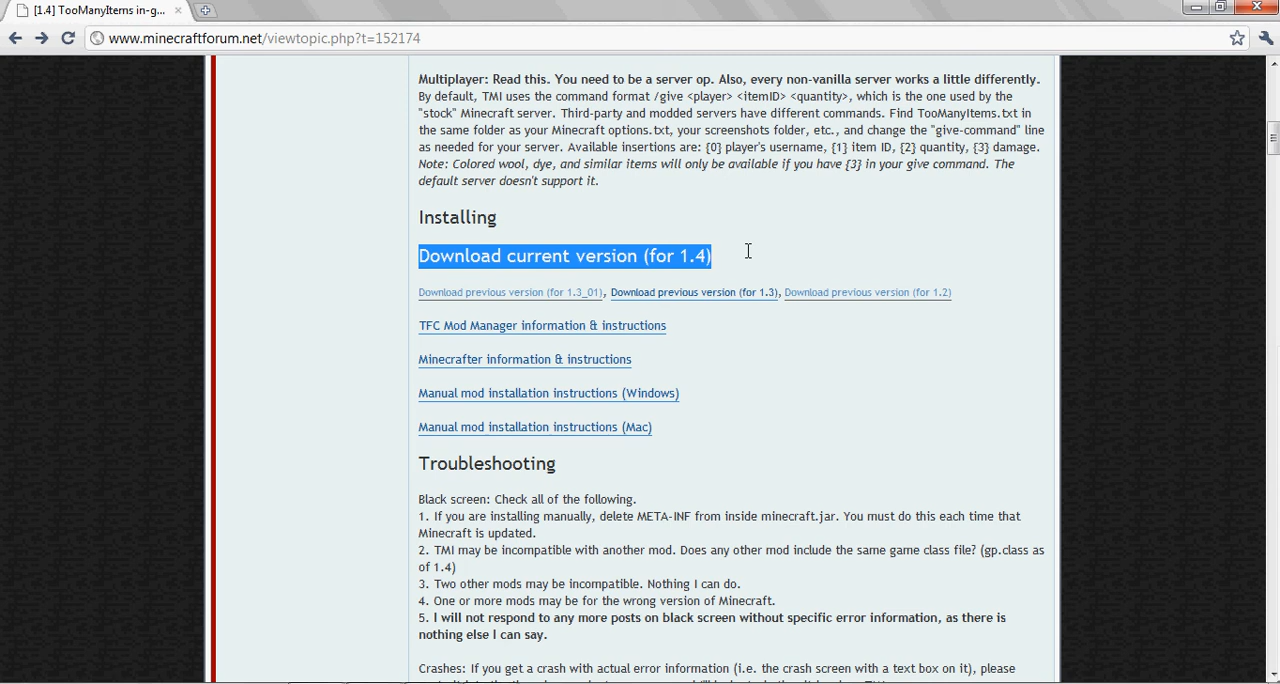 [1.4] TooManyItems in-g...
www.minecraftforum.net/viewtopic.php?t=152174
Multiplayer: Read this. You need to be a server op. Also, every non-vanilla server works a little differently.
By default, TMI uses the command format /give <player> <itemID> <quantity>, which is the one used by the
"stock" Minecraft server. Third-party and modded servers have different commands. Find TooManyItems.txt in
the same folder as your Minecraft options.txt, your screenshots folder, etc., and change the "give-command" line
as needed for your server. Available insertions are: {0} player's username, {1} item ID, {2} quantity, {3} damage.
Note: Colored wool, dye, and similar items will only be available if you have {3} in your give command. The
default server doesn't support it.
Installing
Download current version (for 1.4)
Download previous version (for 1.3_01), Download previous version (for 1.3), Download previous version (for 1.2)
TFC Mod Manager information & instructions
Minecrafter information & instructions
Manual mod installation instructions (Windows)
Manual mod installation instructions (Mac)
Troubleshooting
Black screen: Check all of the following.
1. If you are installing manually, delete META-INF from inside minecraft.jar. You must do this each time that
Minecraft is updated.
2. TMI may be incompatible with another mod. Does any other mod include the same game class file? (gp.class as
of 1.4)
3. Two other mods may be incompatible. Nothing I can do.
4. One or more mods may be for the wrong version of Minecraft.
5. I will not respond to any more posts on black screen without specific error information, as there is
nothing else I can say.
Crashes: If you get a crash with actual error information (i.e. the crash screen with a text box on it), please